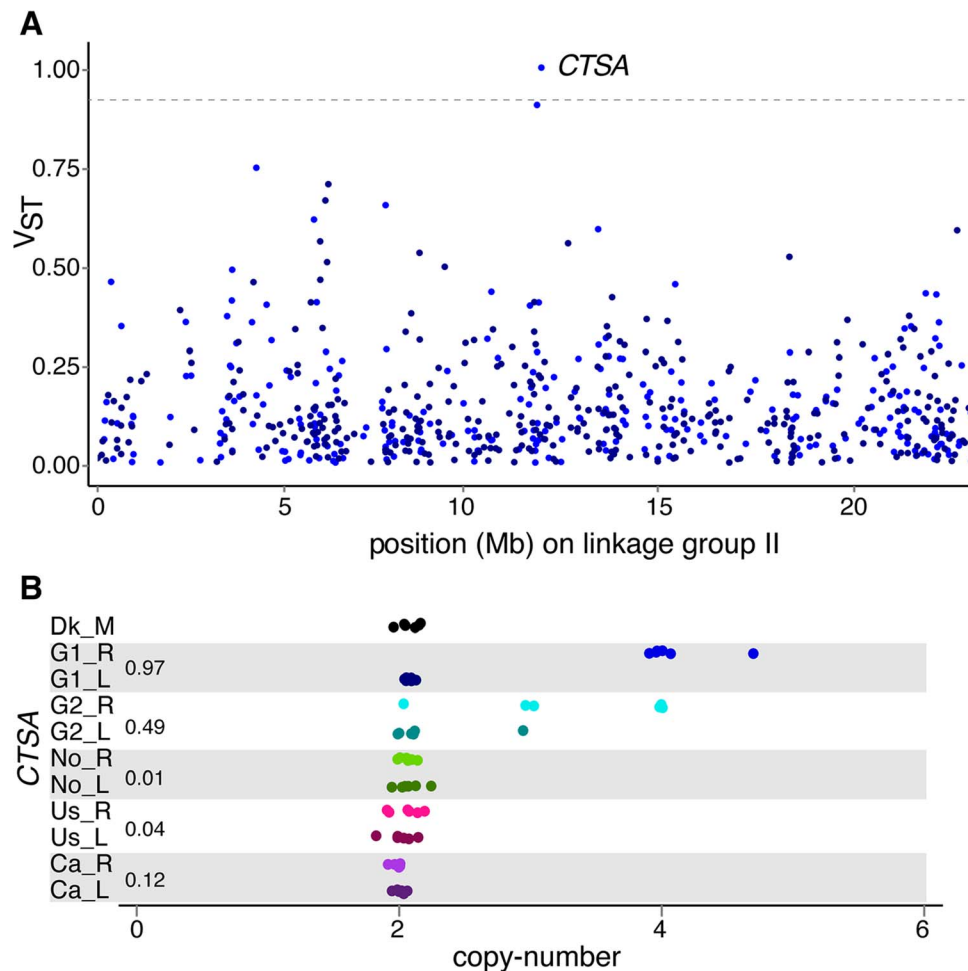 A
1.00
CTSA
0.75
0.50
0.25
0.00
VST
0 5 10 15 20
position (Mb) on linkage group II
B
Dk_M
G1_R
0.97
G1_L
G2_R
0.49
G2_L
No_R
0.01
No_L
Us_R
0.04
Us_L
Ca_R
0.12
Ca_L
CTSA
0 2 4 6
copy-number